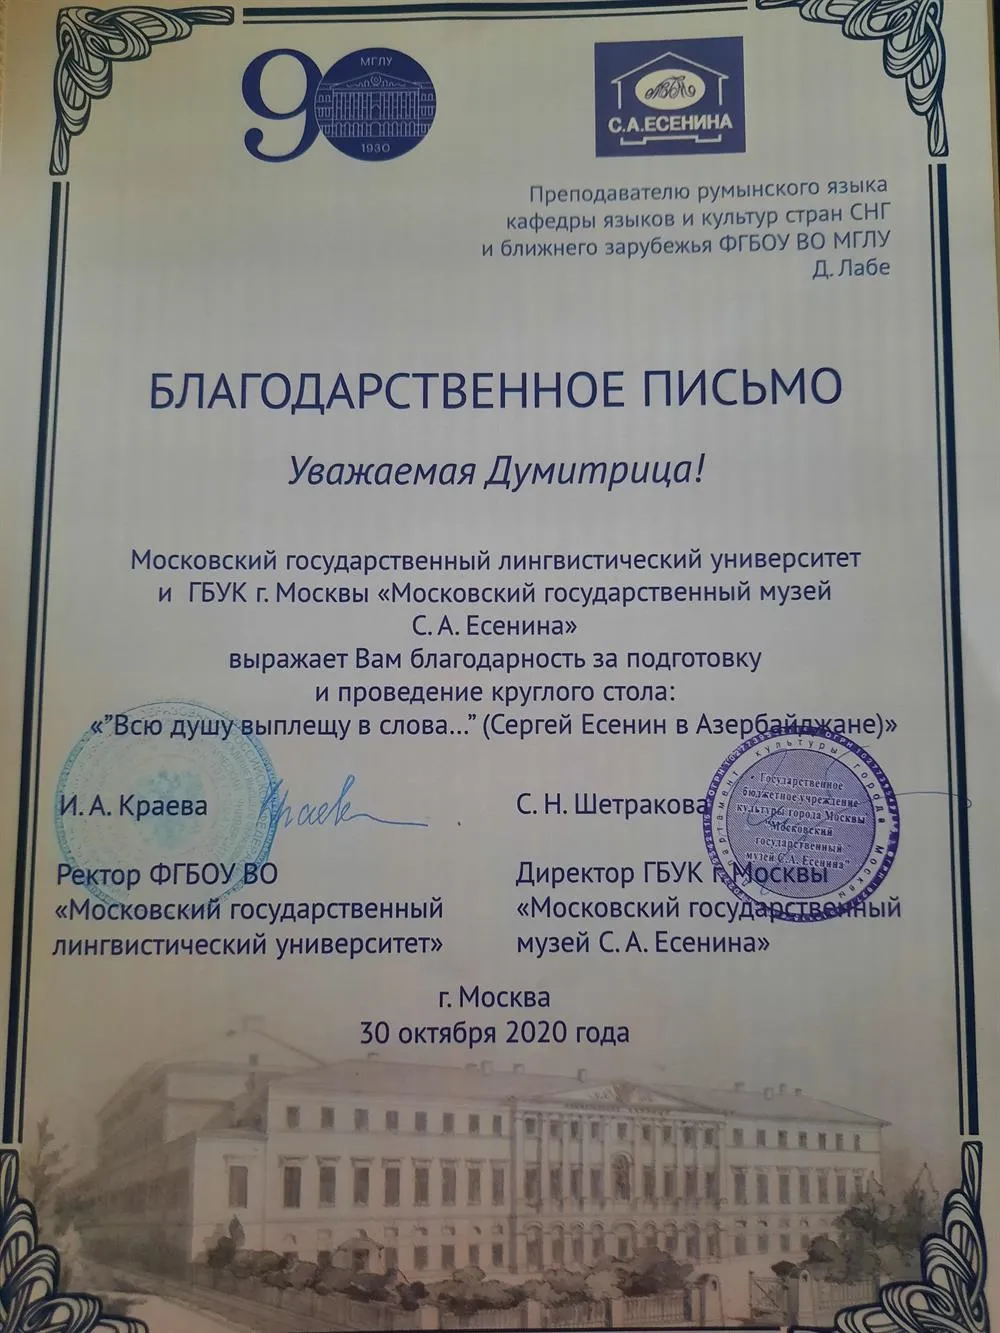 90
МГЛУ
1930
С.А.ЕСЕНИНА
Преподавателю румынского языка
кафедры языков и культур стран СНГ
и ближнего зарубежья ФГБОУ ВО МГЛУ
Д. Лабе
БЛАГОДАРСТВЕННОЕ ПИСЬМО
Уважаемая Думитрица!
Московский государственный лингвистический университет
и ГБУК г. Москвы «Московский государственный музей
С. А. Есенина»
выражает Вам благодарность за подготовку
и проведение круглого стола:
«”Всю душу выплещу в слова...” (Сергей Есенин в Азербайджане)»
И. А. Краева
Ректор ФГБОУ ВО
«Московский государственный
лингвистический университет»
С. Н. Шетракова
Директор ГБУК г. Москвы
«Московский государственный
музей С. А. Есенина»
Государственное
бюджетное учреждение
культуры города Москвы
"Московский
государственный
музей С.А. Есенина"
г. Москва
30 октября 2020 года